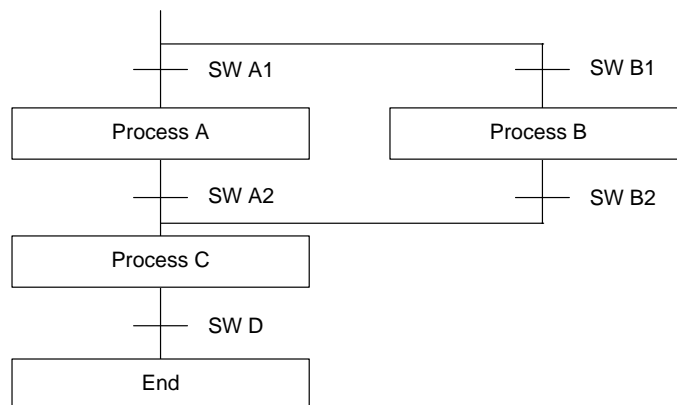 SW A1
SW B1
Process A
Process B
SW A2
SW B2
Process C
SW D
End